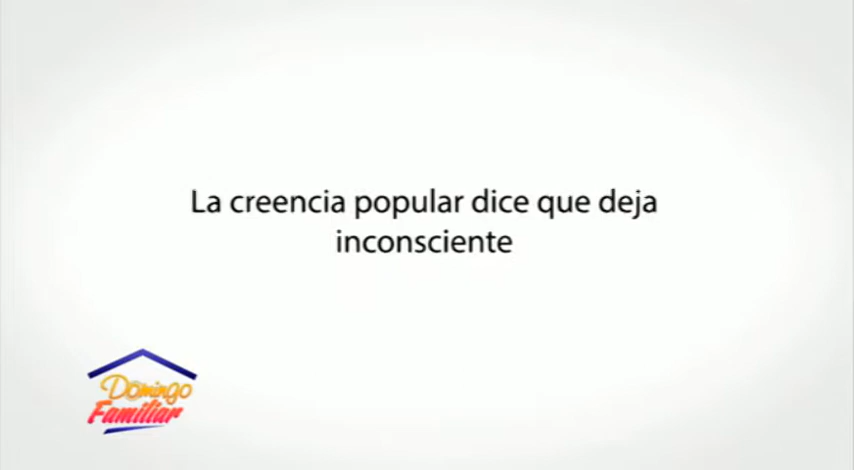 La creencia popular dice que deja
inconsciente
Domingo
Familiar